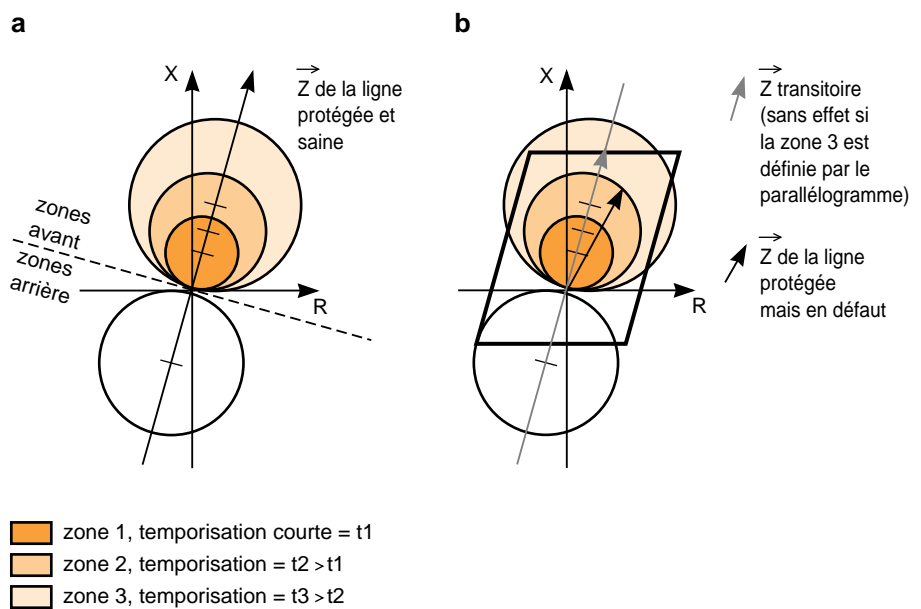 a
X
→
Z de la ligne
protégée et
saine
zones
avant
zones
arrière
R
b
X
R
→
Z transitoire
(sans effet si
la zone 3 est
définie par le
parallélogramme)
→
Z de la ligne
protégée
mais en défaut
zone 1, temporisation courte = t1
zone 2, temporisation = t2 > t1
zone 3, temporisation = t3 > t2